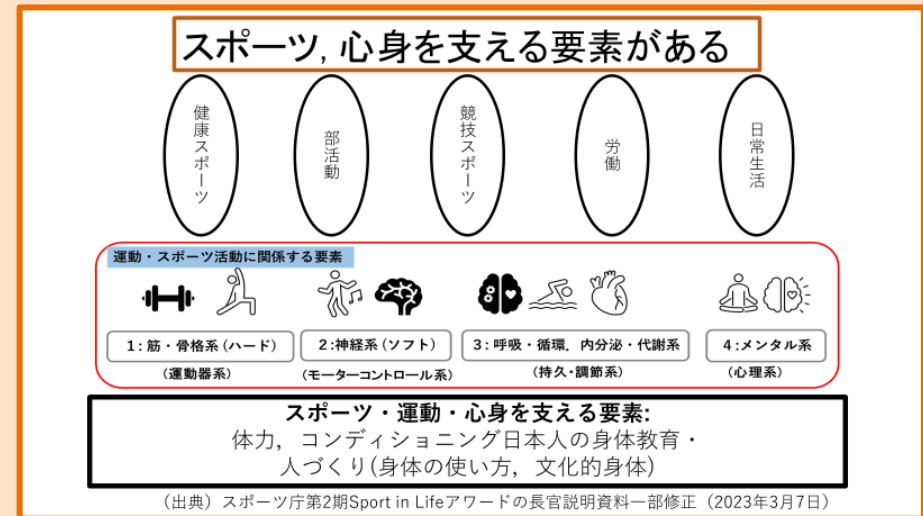 スポーツ，心身を支える要素がある
健康スポーツ
部活動
競技スポーツ
労働
日常生活
運動・スポーツ活動に関係する要素
1：筋・骨格系（ハード）
2：神経系（ソフト）
3：呼吸・循環，内分泌・代謝系
4：メンタル系
（運動器系）
（モーターコントロール系）
（持久・調節系）
（心理系）
スポーツ・運動・心身を支える要素：
体力，コンディショニング日本人の身体教育・
人づくり（身体の使い方，文化的身体）
（出典）スポーツ庁第2期Sport in Lifeアワードの長官説明資料一部修正（2023年3月7日）